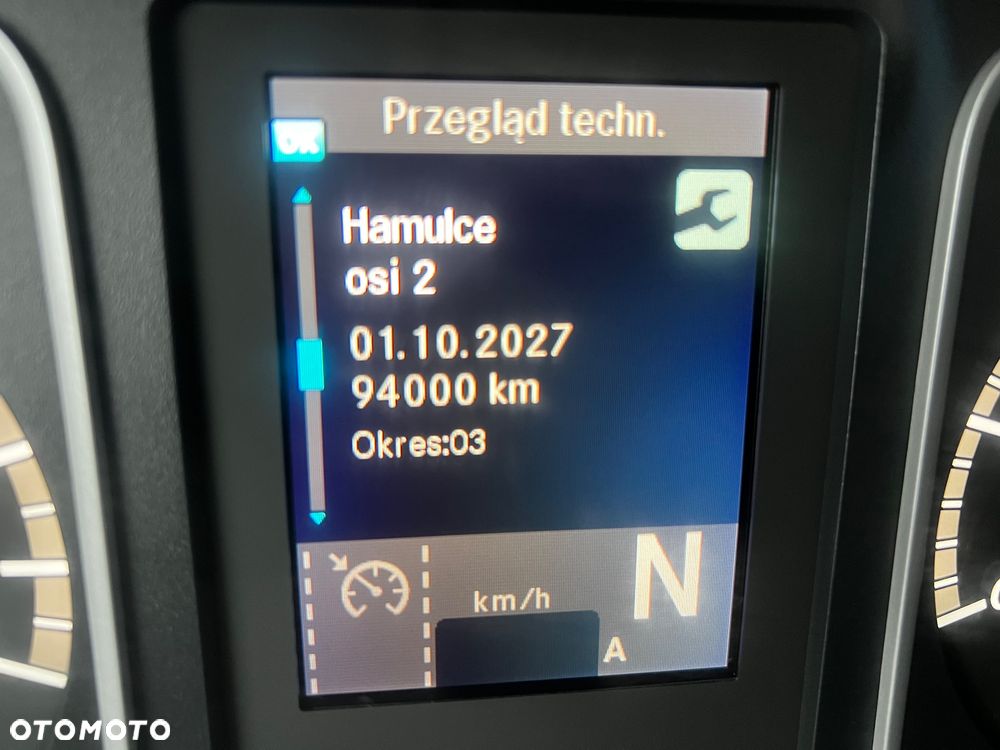 Przegląd techn.
OK
Hamulce
osi 2
01.10.2027
94000 km
Okres:03
N
km/h
A
OTOMOTO